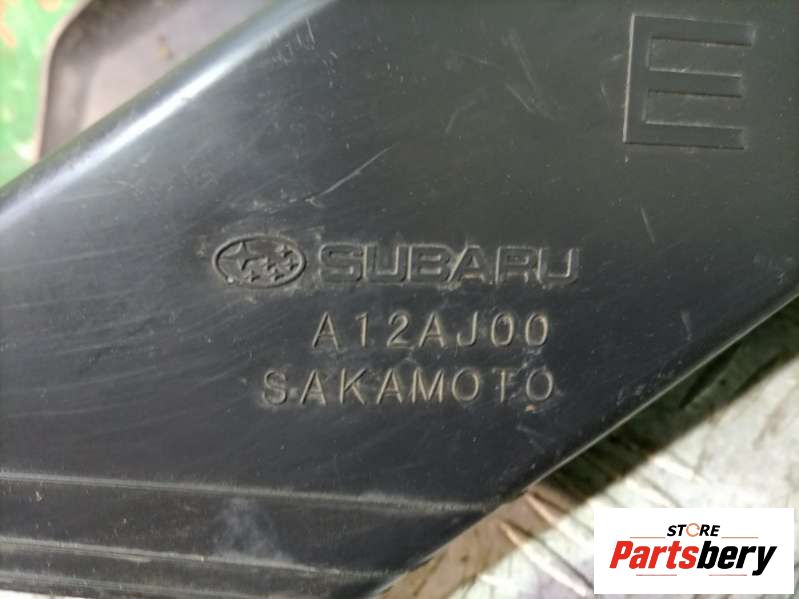 E
SUBARU
A12AJ00
SAKAMOTO
STORE
Partsbery